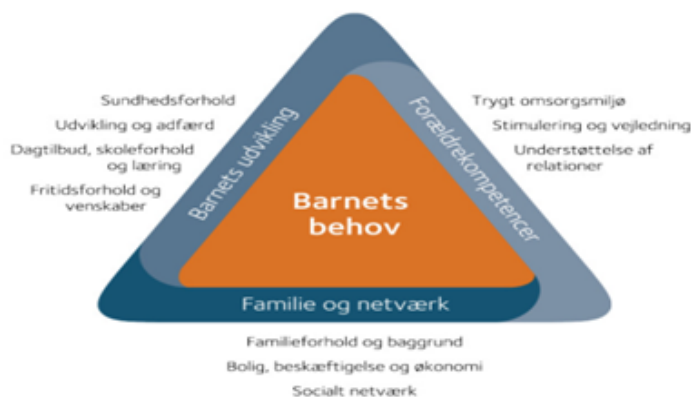 Sundhedsforhold
Udvikling og adfærd
Dagtilbud, skoleforhold
og læring
Fritidsforhold og
venskaber
Barnets udvikling
Barnets
behov
Forældrekompetencer
Trygt omsorgsmiljø
Stimulering og vejledning
Understøttelse af
relationer
Familie og netværk
Familieforhold og baggrund
Bolig, beskæftigelse og økonomi
Socialt netværk